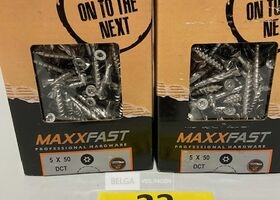 ON TO THE
NEXT
ON TO
NEX
MAXXFAST
PROFESSIONAL HARDWARE
5 X 50
DCT
MAXXFAST
PROFESSIONAL HARDWARE
5 X 50
DCT
BELGA